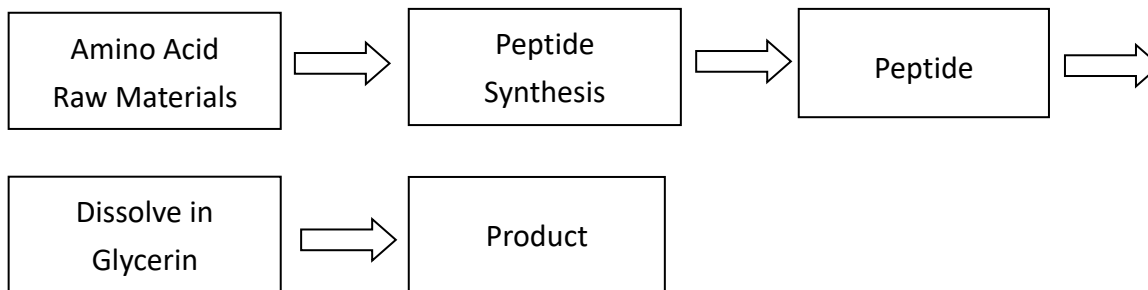 Amino Acid
Raw Materials
Peptide
Synthesis
Peptide
Dissolve in
Glycerin
Product